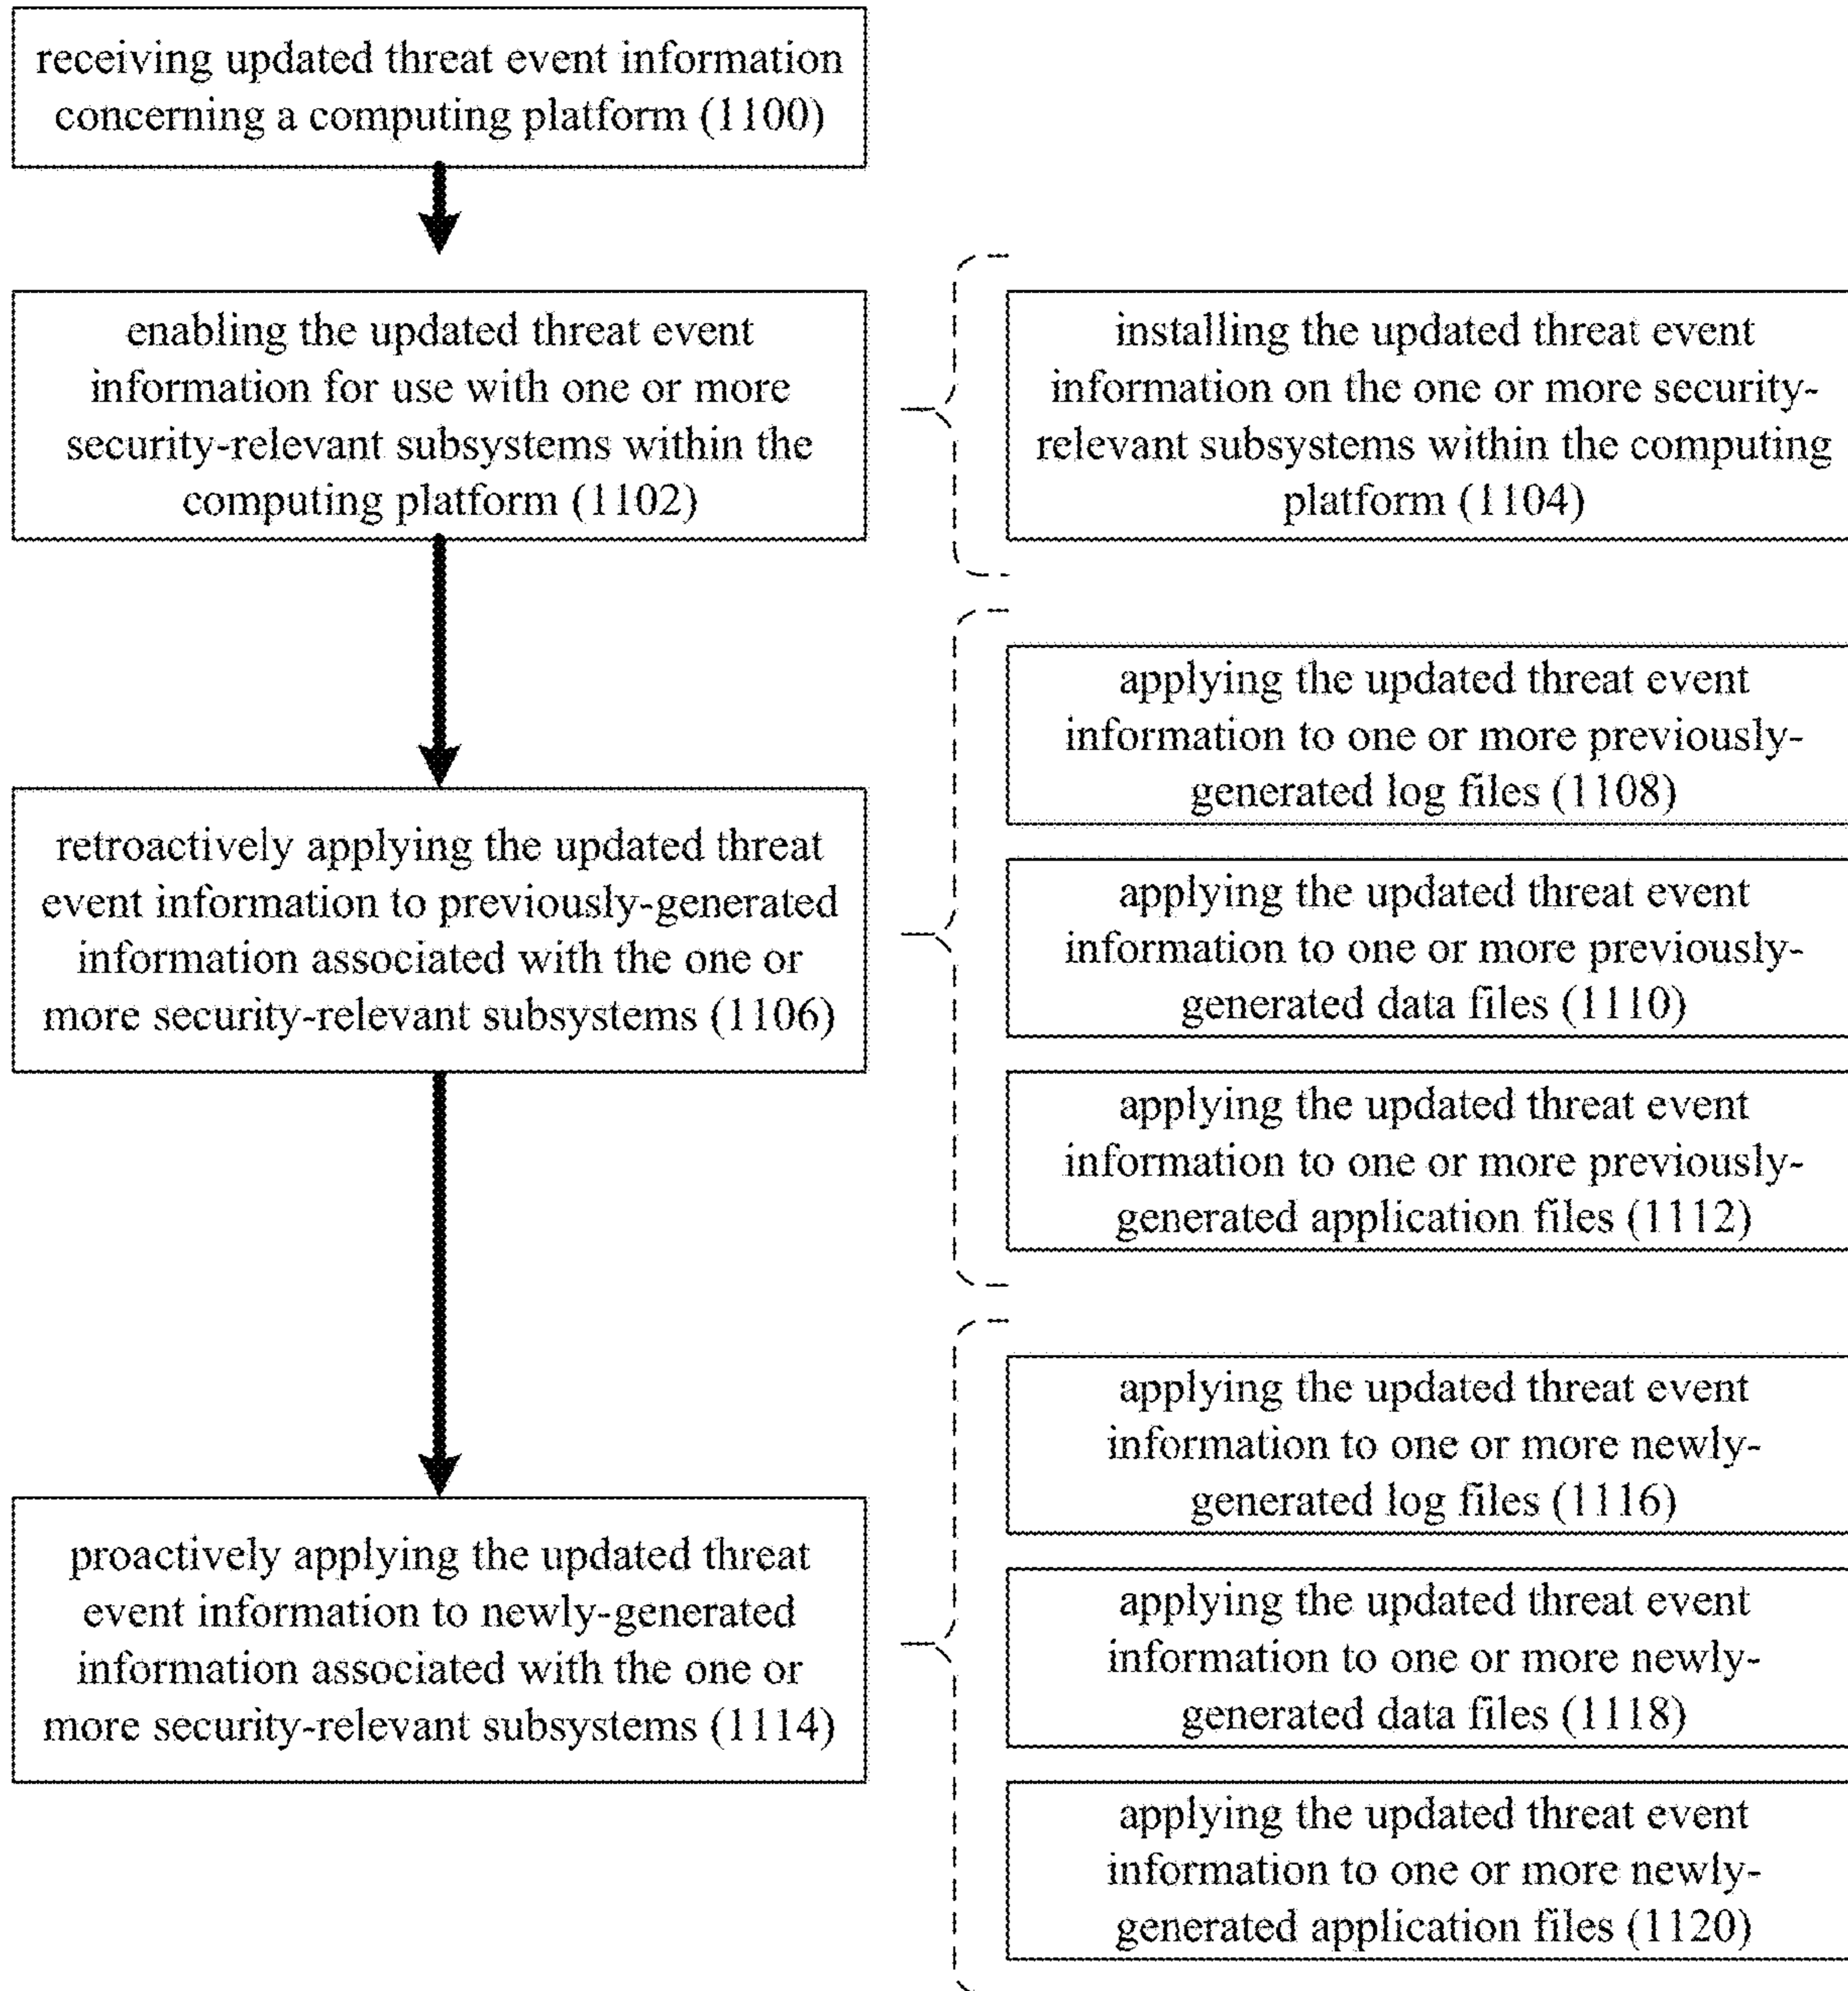 receiving updated threat event information
concerning a computing platform (1100)
enabling the updated threat event
information for use with one or more
security-relevant subsystems within the
computing platform (1102)
installing the updated threat event
information on the one or more security-
relevant subsystems within the computing
platform (1104)
retroactively applying the updated threat
event information to previously-generated
information associated with the one or
more security-relevant subsystems (1106)
applying the updated threat event
information to one or more previously-
generated log files (1108)
applying the updated threat event
information to one or more previously-
generated data files (1110)
applying the updated threat event
information to one or more previously-
generated application files (1112)
proactively applying the updated threat
event information to newly-generated
information associated with the one or
more security-relevant subsystems (1114)
applying the updated threat event
information to one or more newly-
generated log files (1116)
applying the updated threat event
information to one or more newly-
generated data files (1118)
applying the updated threat event
information to one or more newly-
generated application files (1120)